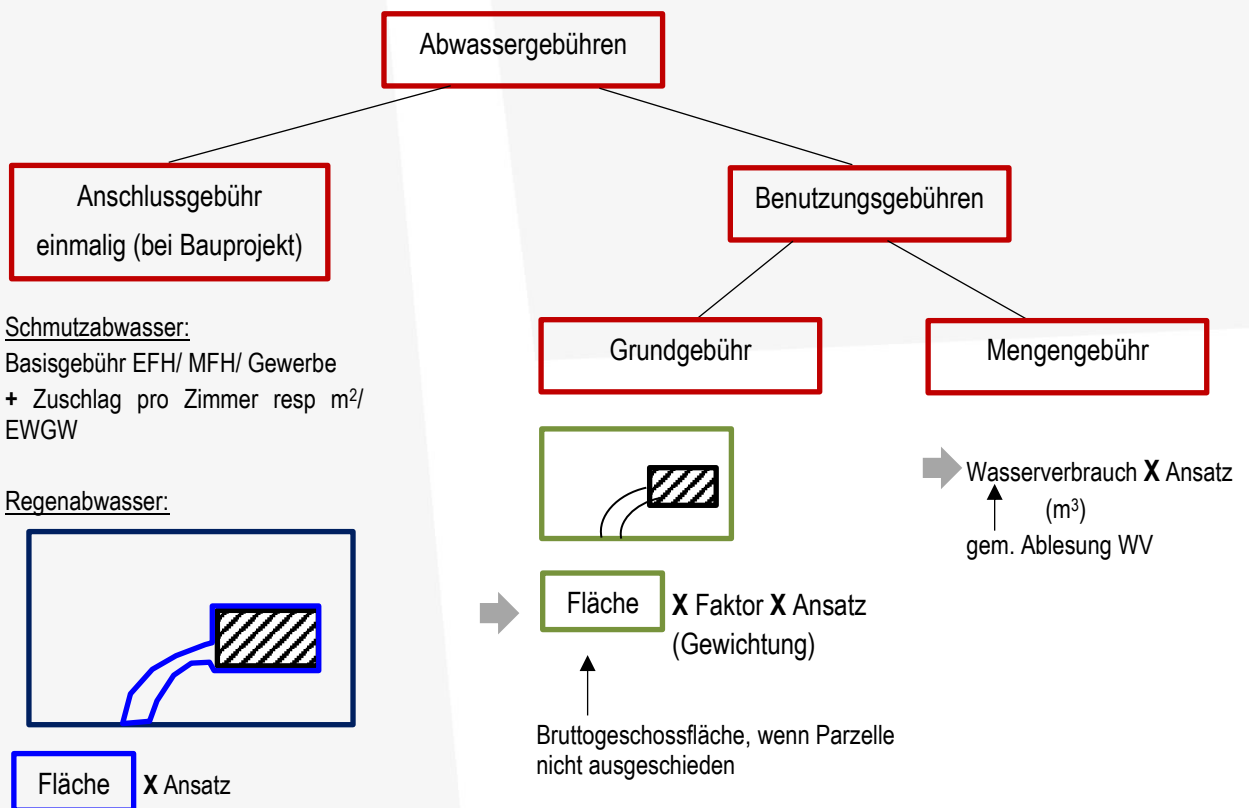 Abwassergebühren
Anschlussgebühr
einmalig (bei Bauprojekt)
Schmutzabwasser:
Basisgebühr EFH/ MFH/ Gewerbe
+ Zuschlag pro Zimmer resp m²/
EWGW
Regenabwasser:
Fläche X Ansatz
Benutzungsgebühren
Grundgebühr
Fläche X Faktor X Ansatz
(Gewichtung)
Bruttogeschossfläche, wenn Parzelle
nicht ausgeschieden
Mengengebühr
Wasserverbrauch X Ansatz
(m³)
gem. Ablesung WV